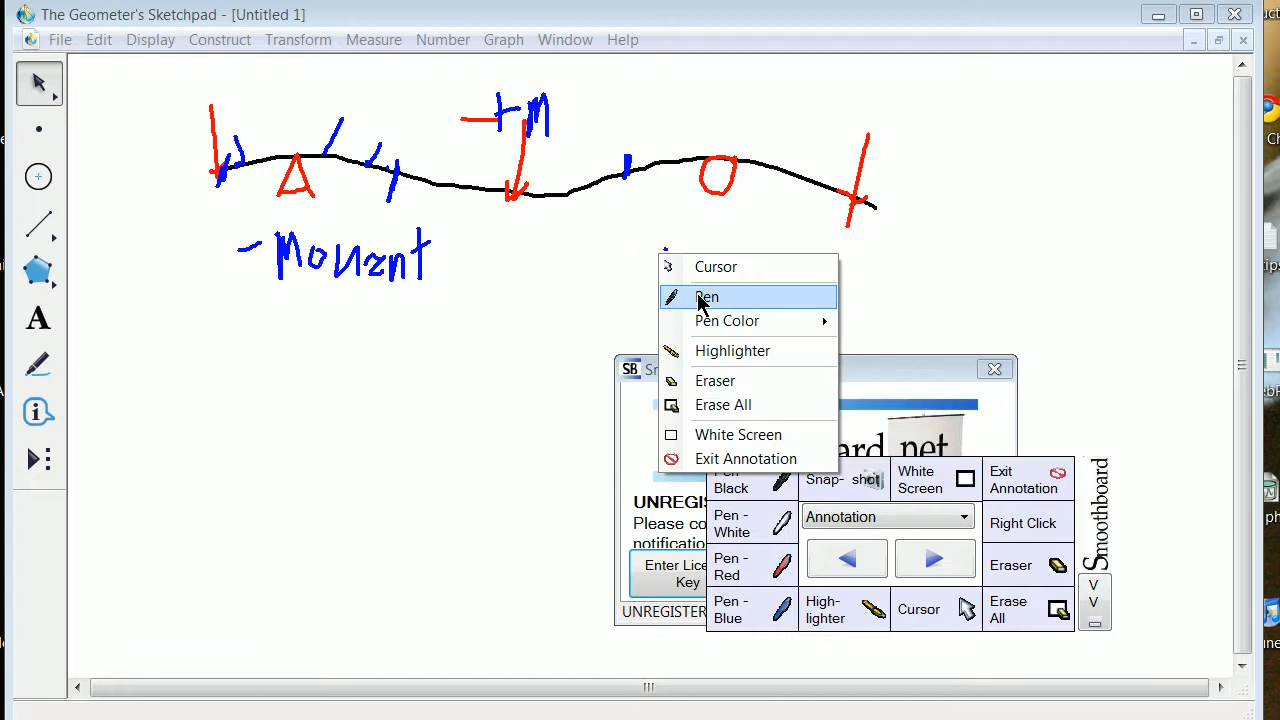 The Geometer's Sketchpad - [Untitled 1]
File Edit Display Construct Transform Measure Number Graph Window Help
+M
- Moment
Cursor
Pen
Pen Color
Highlighter
Eraser
Erase All
White Screen
Exit Annotation
SB
UNREGIS
Please co
notification
Enter Lice
Key
UNREGISTER
Black
Pen -
White
Pen -
Red
Pen -
Blue
Snap- shot
White
Screen
Exit
Annotation
Annotation
Right Click
Eraser
High-
lighter
Cursor
Erase
All
Smoothboard
V
V
A